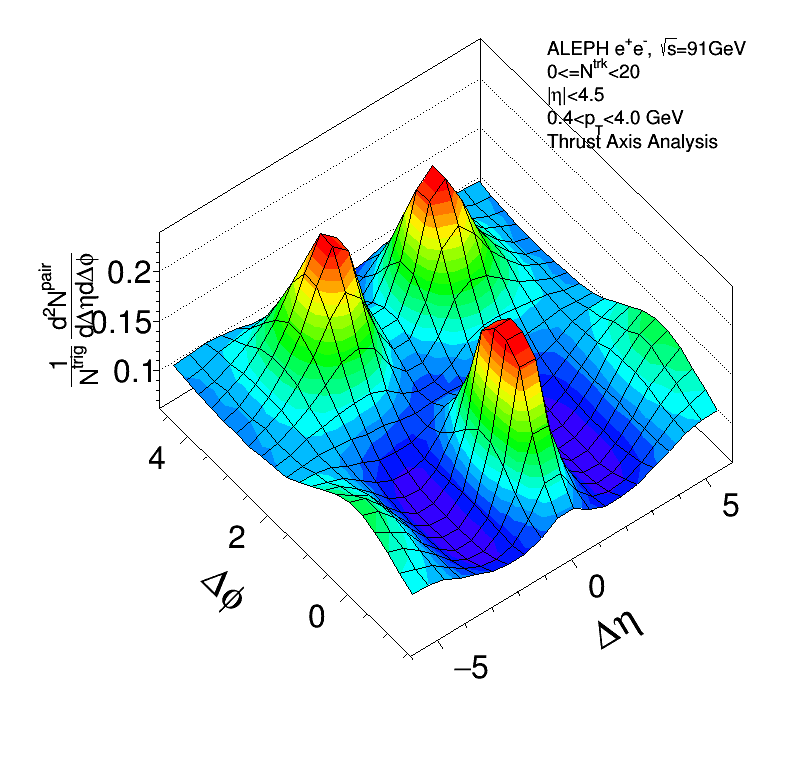 ALEPH e⁺e⁻, √s=91GeV
0<=Nᵗʳᵏ<20
|η|<4.5
0.4<p_T<4.0 GeV
Thrust Axis Analysis
1/N^trig d²N^pair/dΔηdΔϕ
0.2
0.15
0.1
4
2
0
Δϕ
−5
0
5
Δη